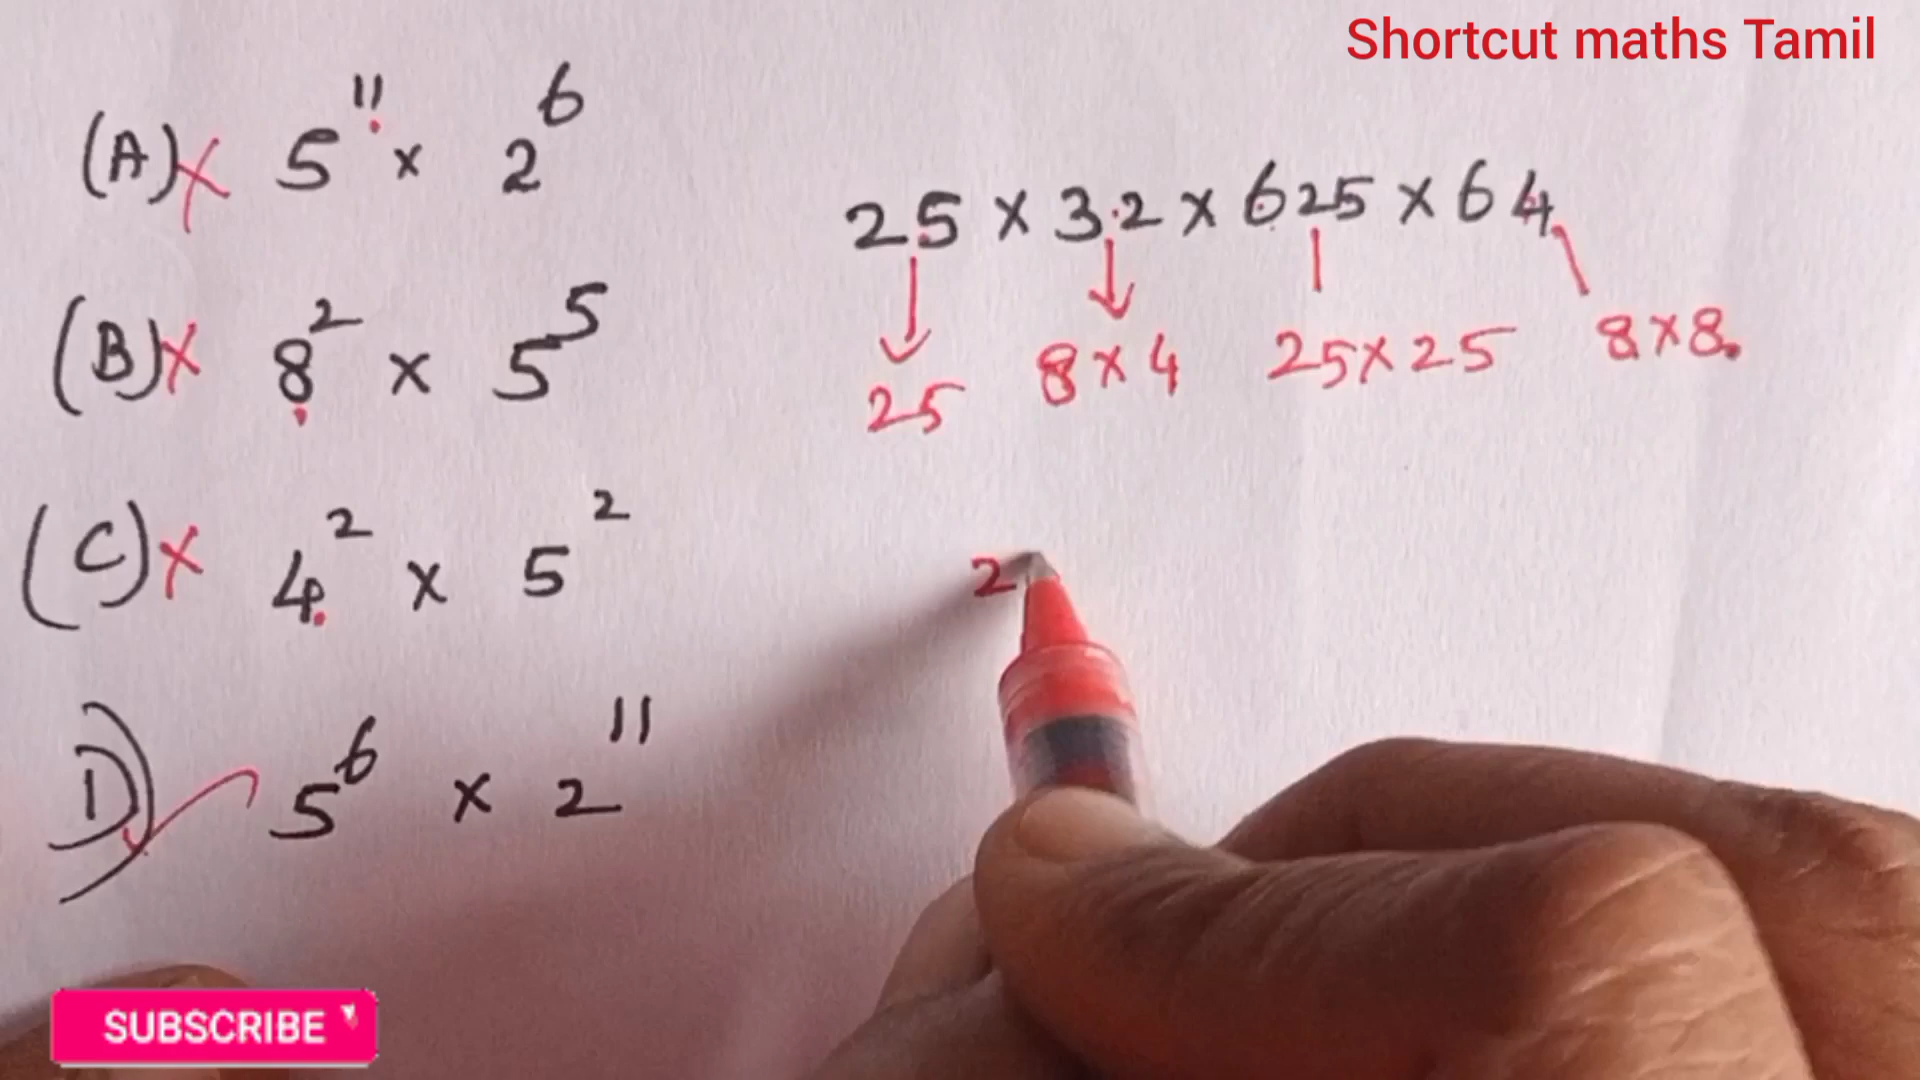 Shortcut maths Tamil
(A) × 5¹¹ × 2⁶
(B) × 8² × 5⁵
(C) × 4² × 5²
D) ✓ 5⁶ × 2¹¹
25 × 32 × 625 × 64
25 8×4 25×25 8×8
2
SUBSCRIBE